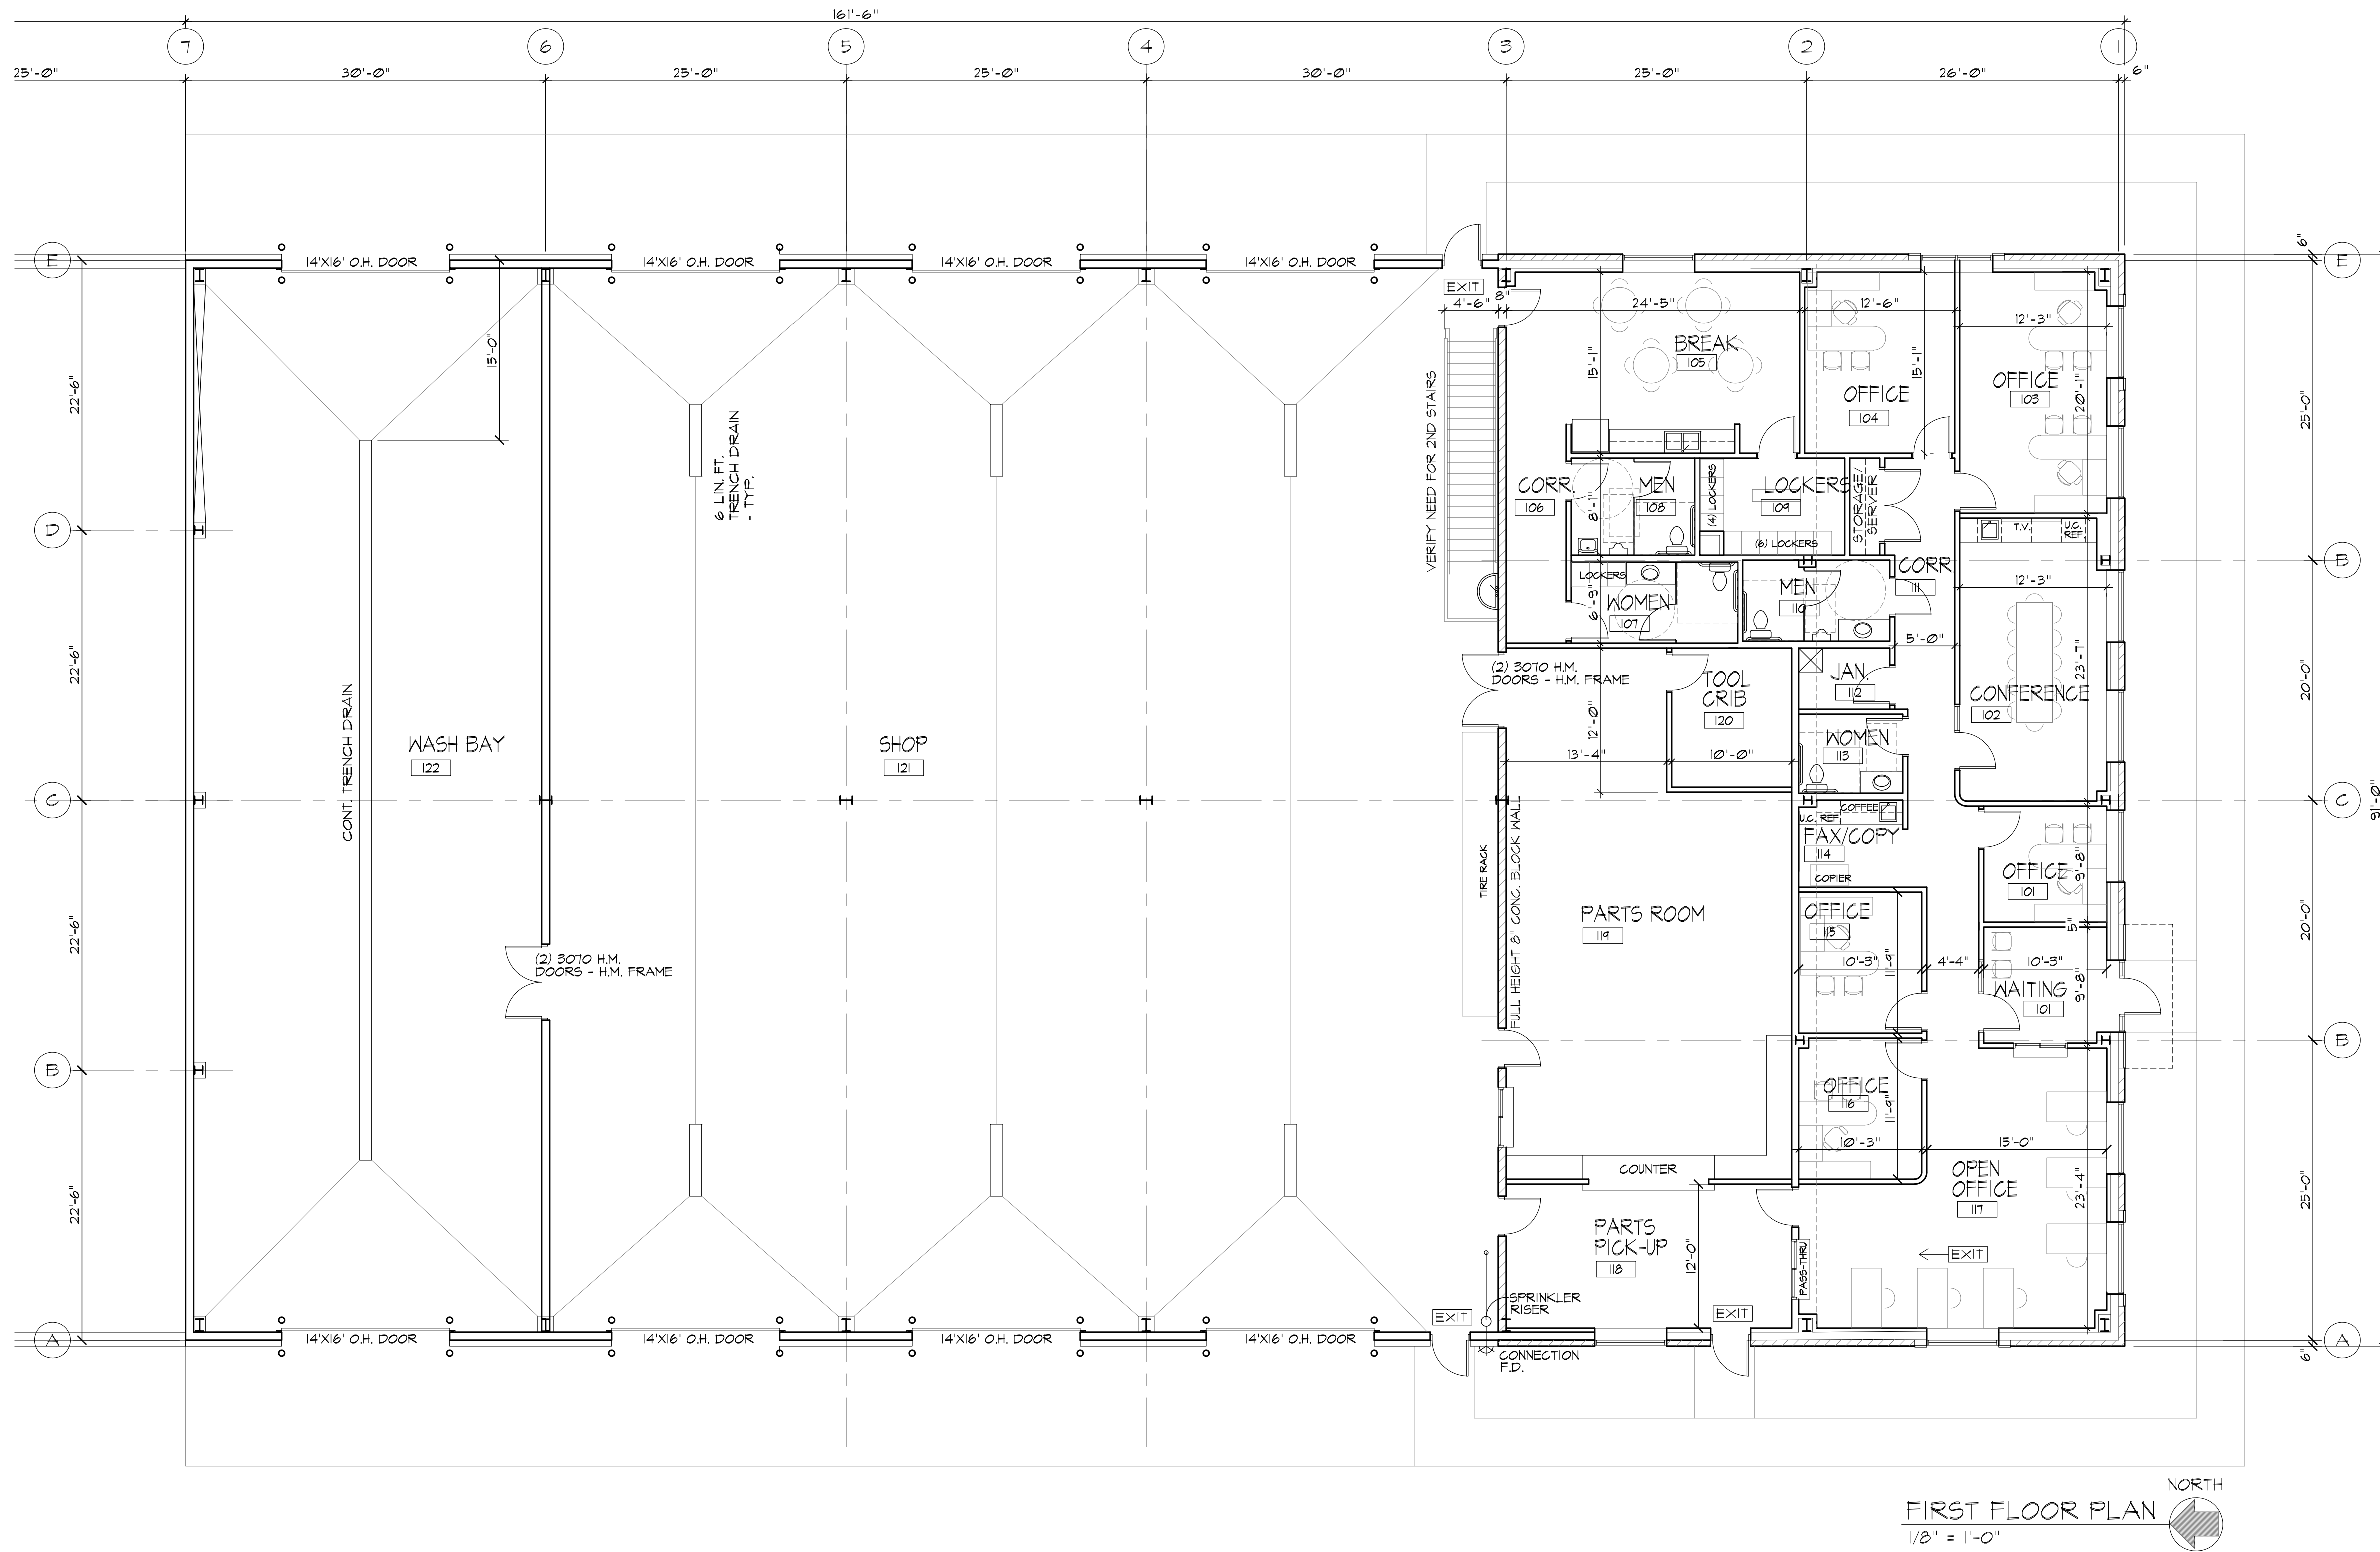 161'-6"
7
6
5
4
3
2
1
25'-0"
30'-0"
25'-0"
25'-0"
30'-0"
25'-0"
26'-0"
6"
E
14'X16' O.H. DOOR
14'X16' O.H. DOOR
14'X16' O.H. DOOR
14'X16' O.H. DOOR
6"
E
EXIT
4'-6"
8"
24'-5"
12'-6"
12'-3"
15'-0"
15'-1"
BREAK
105
15'-1"
OFFICE
104
OFFICE
103
20'-1"
22'-6"
25'-0"
6 LIN. FT.
TRENCH DRAIN
- TYP.
VERIFY NEED FOR 2ND STAIRS
D
CORR.
106
8'-1"
MEN
108
(4) LOCKERS
LOCKERS
109
(6) LOCKERS
STORAGE/
SERVER
T.V.
U.C.
REF
B
LOCKERS
WOMEN
107
6'-9"
MEN
110
CORR
111
12'-3"
5'-0"
22'-6"
(2) 3070 H.M.
DOORS - H.M. FRAME
TOOL
CRIB
120
JAN.
112
CONFERENCE
102
23'-7"
20'-0"
CONT. TRENCH DRAIN
WASH BAY
122
SHOP
121
12'-0"
13'-4"
10'-0"
WOMEN
113
C
C
91'-0"
COFFEE
U.C. REF
FAX/COPY
114
COPIER
TIRE RACK
FULL HEIGHT 8" CONC. BLOCK WALL
OFFICE
101
9'-8"
22'-6"
PARTS ROOM
119
OFFICE
115
5"
20'-0"
(2) 3070 H.M.
DOORS - H.M. FRAME
10'-3"
11'-9"
4'-4"
10'-3"
WAITING
101
9'-8"
B
B
OFFICE
116
11'-9"
10'-3"
15'-0"
COUNTER
OPEN
OFFICE
117
23'-4"
22'-6"
25'-0"
PARTS
PICK-UP
118
12'-0"
PASS-THRU
EXIT
SPRINKLER
RISER
EXIT
EXIT
A
14'X16' O.H. DOOR
14'X16' O.H. DOOR
14'X16' O.H. DOOR
14'X16' O.H. DOOR
CONNECTION
F.D.
6"
A
NORTH
FIRST FLOOR PLAN
1/8" = 1'-0"